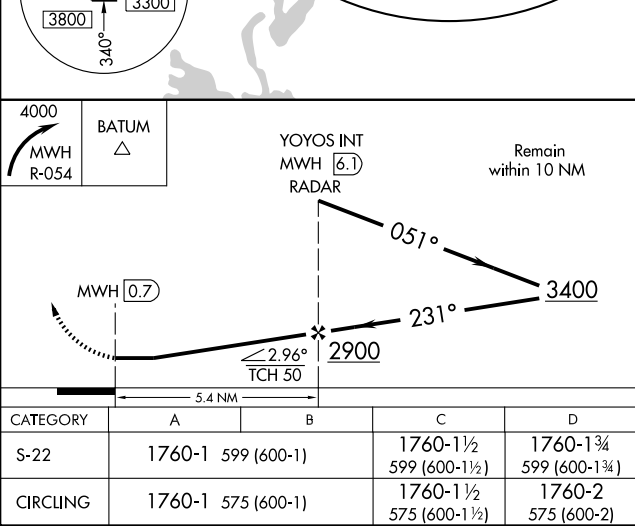 3300
3800
340°
4000
MWH
R-054
BATUM
YOYOS INT
MWH 6.1
RADAR
Remain
within 10 NM
051°
MWH 0.7
3400
231°
2900
2.96°
TCH 50
5.4 NM
CATEGORY A B C D
S-22 1760-1 599 (600-1) 1760-1½ 599 (600-1½) 1760-1¾ 599 (600-1¾)
CIRCLING 1760-1 575 (600-1) 1760-1½ 575 (600-1½) 1760-2 575 (600-2)